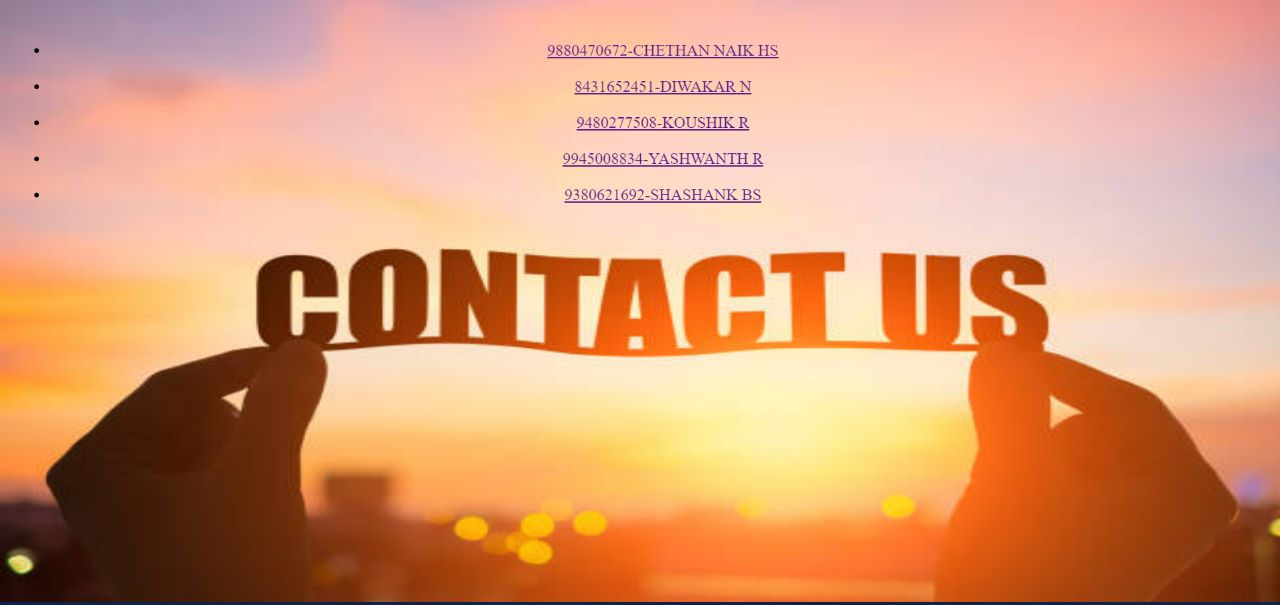 9880470672-CHETHAN NAIK HS
8431652451-DIWAKAR N
9480277508-KOUSHIK R
9945008834-YASHWANTH R
9380621692-SHASHANK BS
CONTACT US